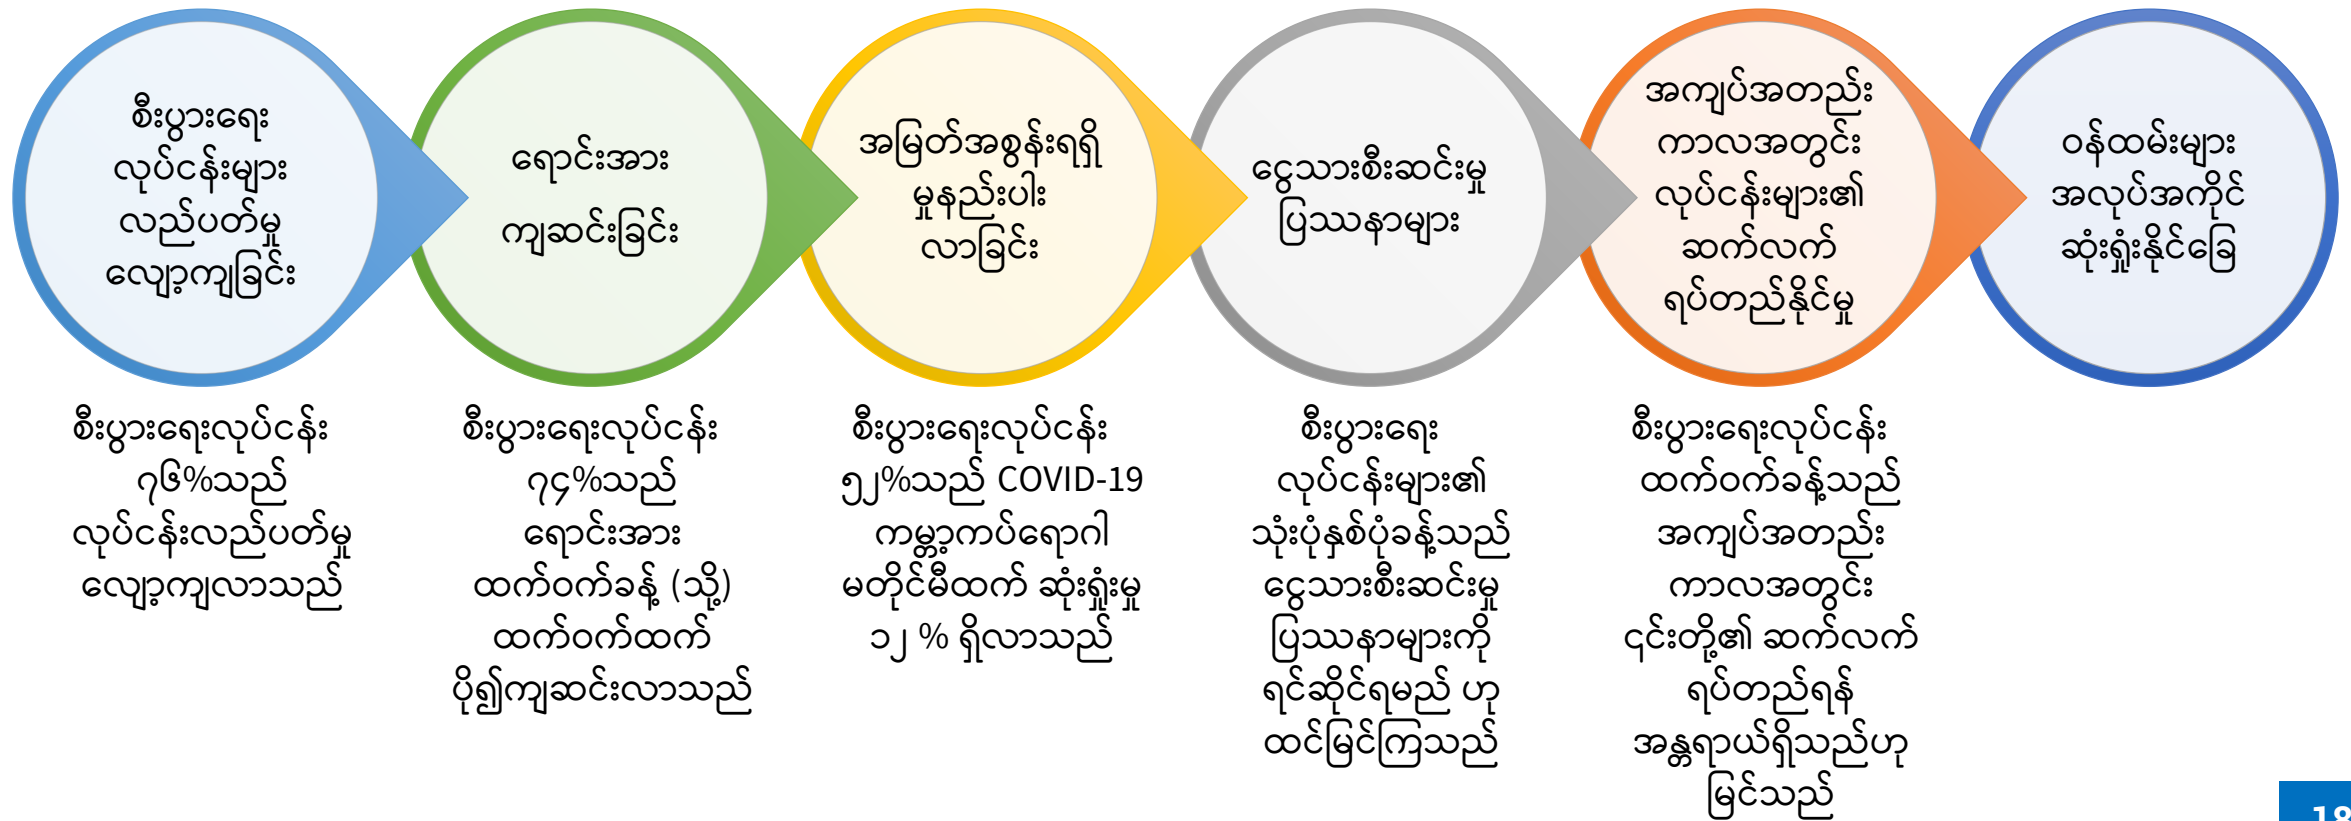 စီးပွားရေး
လုပ်ငန်းများ
လည်ပတ်မှု
လျော့ကျခြင်း
ရောင်းအား
ကျဆင်းခြင်း
အမြတ်အစွန်းရရှိ
မှုနည်းပါး
လာခြင်း
ငွေသားစီးဆင်းမှု
ပြဿနာများ
အကျပ်အတည်း
ကာလအတွင်း
လုပ်ငန်းများ၏
ဆက်လက်
ရပ်တည်နိုင်မှု
ဝန်ထမ်းများ
အလုပ်အကိုင်
ဆုံးရှုံးနိုင်ခြေ
စီးပွားရေးလုပ်ငန်း
၇၆%သည်
လုပ်ငန်းလည်ပတ်မှု
လျော့ကျလာသည်
စီးပွားရေးလုပ်ငန်း
၇၄%သည်
ရောင်းအား
ထက်ဝက်ခန့် (သို့)
ထက်ဝက်ထက်
ပို၍ကျဆင်းလာသည်
စီးပွားရေးလုပ်ငန်း
၅၂%သည် COVID-19
ကမ္ဘာ့ကပ်ရောဂါ
မတိုင်မီထက် ဆုံးရှုံးမှု
၁၂ % ရှိလာသည်
စီးပွားရေး
လုပ်ငန်းများ၏
သုံးပုံနှစ်ပုံခန့်သည်
ငွေသားစီးဆင်းမှု
ပြဿနာများကို
ရင်ဆိုင်ရမည် ဟု
ထင်မြင်ကြသည်
စီးပွားရေးလုပ်ငန်း
ထက်ဝက်ခန့်သည်
အကျပ်အတည်း
ကာလအတွင်း
၎င်းတို့၏ ဆက်လက်
ရပ်တည်ရန်
အန္တရာယ်ရှိသည်ဟု
မြင်သည်
18